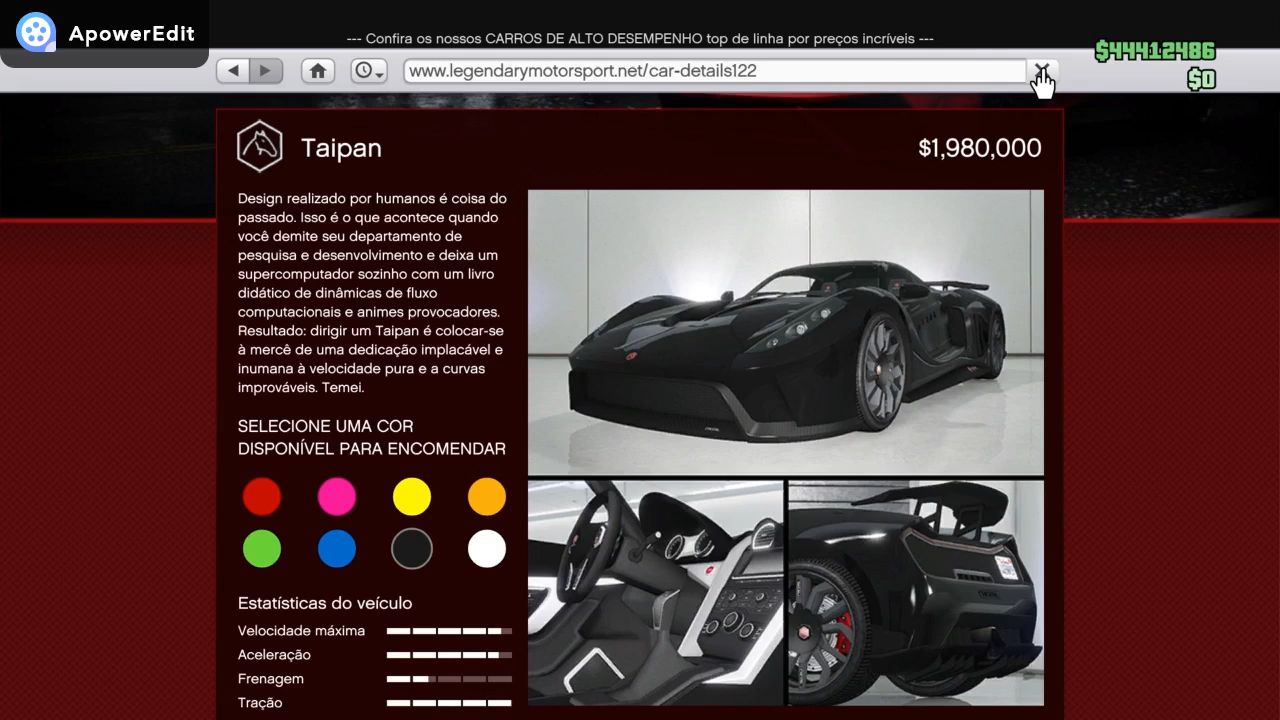 ApowerEdit
--- Confira os nossos CARROS DE ALTO DESEMPENHO top de linha por preços incríveis ---
$44412486
www.legendarymotorsport.net/car-details122
$0
Taipan
$1,980,000
Design realizado por humanos é coisa do
passado. Isso é o que acontece quando
você demite seu departamento de
pesquisa e desenvolvimento e deixa um
supercomputador sozinho com um livro
didático de dinâmicas de fluxo
computacionais e animes provocadores.
Resultado: dirigir um Taipan é colocar-se
à mercê de uma dedicação implacável e
inumana à velocidade pura e a curvas
improváveis. Temei.
SELECIONE UMA COR
DISPONÍVEL PARA ENCOMENDAR
Estatísticas do veículo
Velocidade máxima
Aceleração
Frenagem
Tração